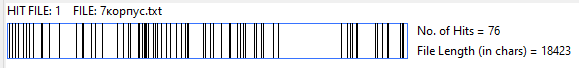 HIT FILE: 1 FILE: 7корпус.txt
No. of Hits = 76
File Length (in chars) = 18423